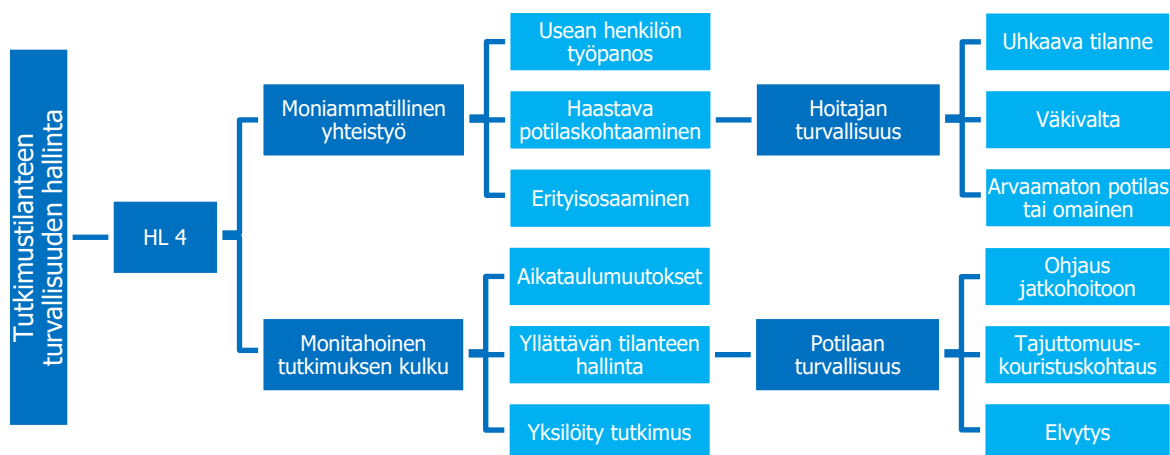 Tutkimustilanteen
turvallisuuden hallinta
HL 4
Moniammatillinen
yhteistyö
Usean henkilön
työpanos
Haastava
potilaskohtaaminen
Erityisosaaminen
Hoitajan
turvallisuus
Uhkaava tilanne
Väkivalta
Arvaamaton potilas
tai omainen
Monitahoinen
tutkimuksen kulku
Aikataulumuutokset
Yllättävän tilanteen
hallinta
Yksilöity tutkimus
Potilaan
turvallisuus
Ohjaus
jatkohoitoon
Tajuttomuus-
kouristuskohtaus
Elvytys